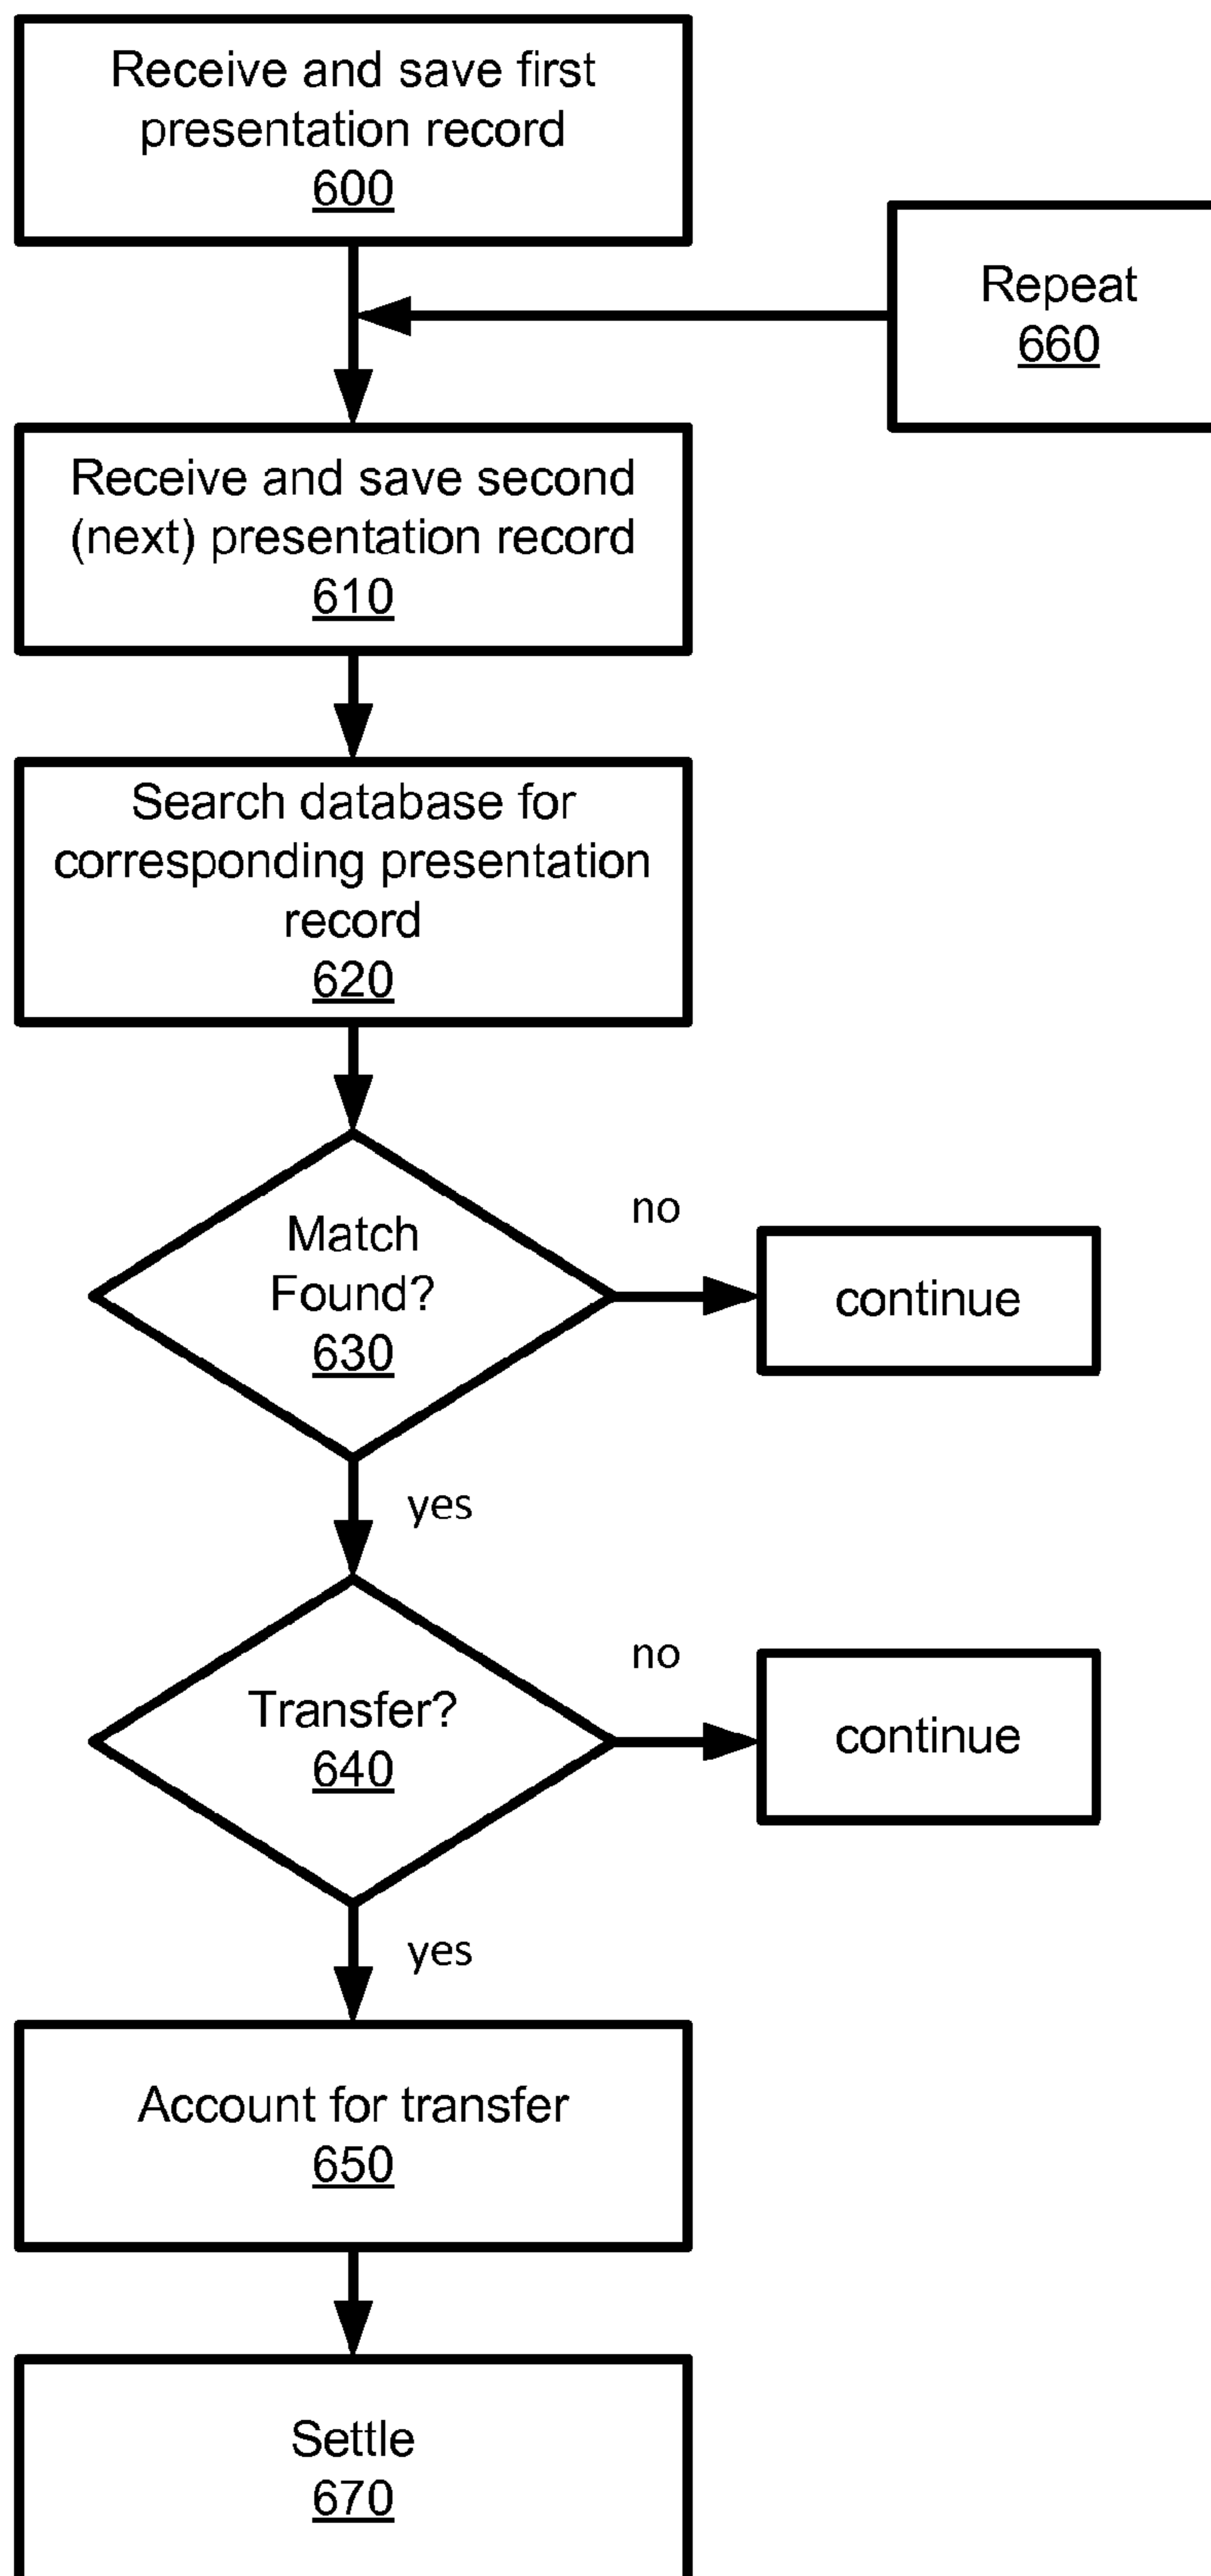 Receive and save first
presentation record
600
Repeat
660
Receive and save second
(next) presentation record
610
Search database for
corresponding presentation
record
620
Match
Found?
630
no
continue
yes
Transfer?
640
no
continue
yes
Account for transfer
650
Settle
670